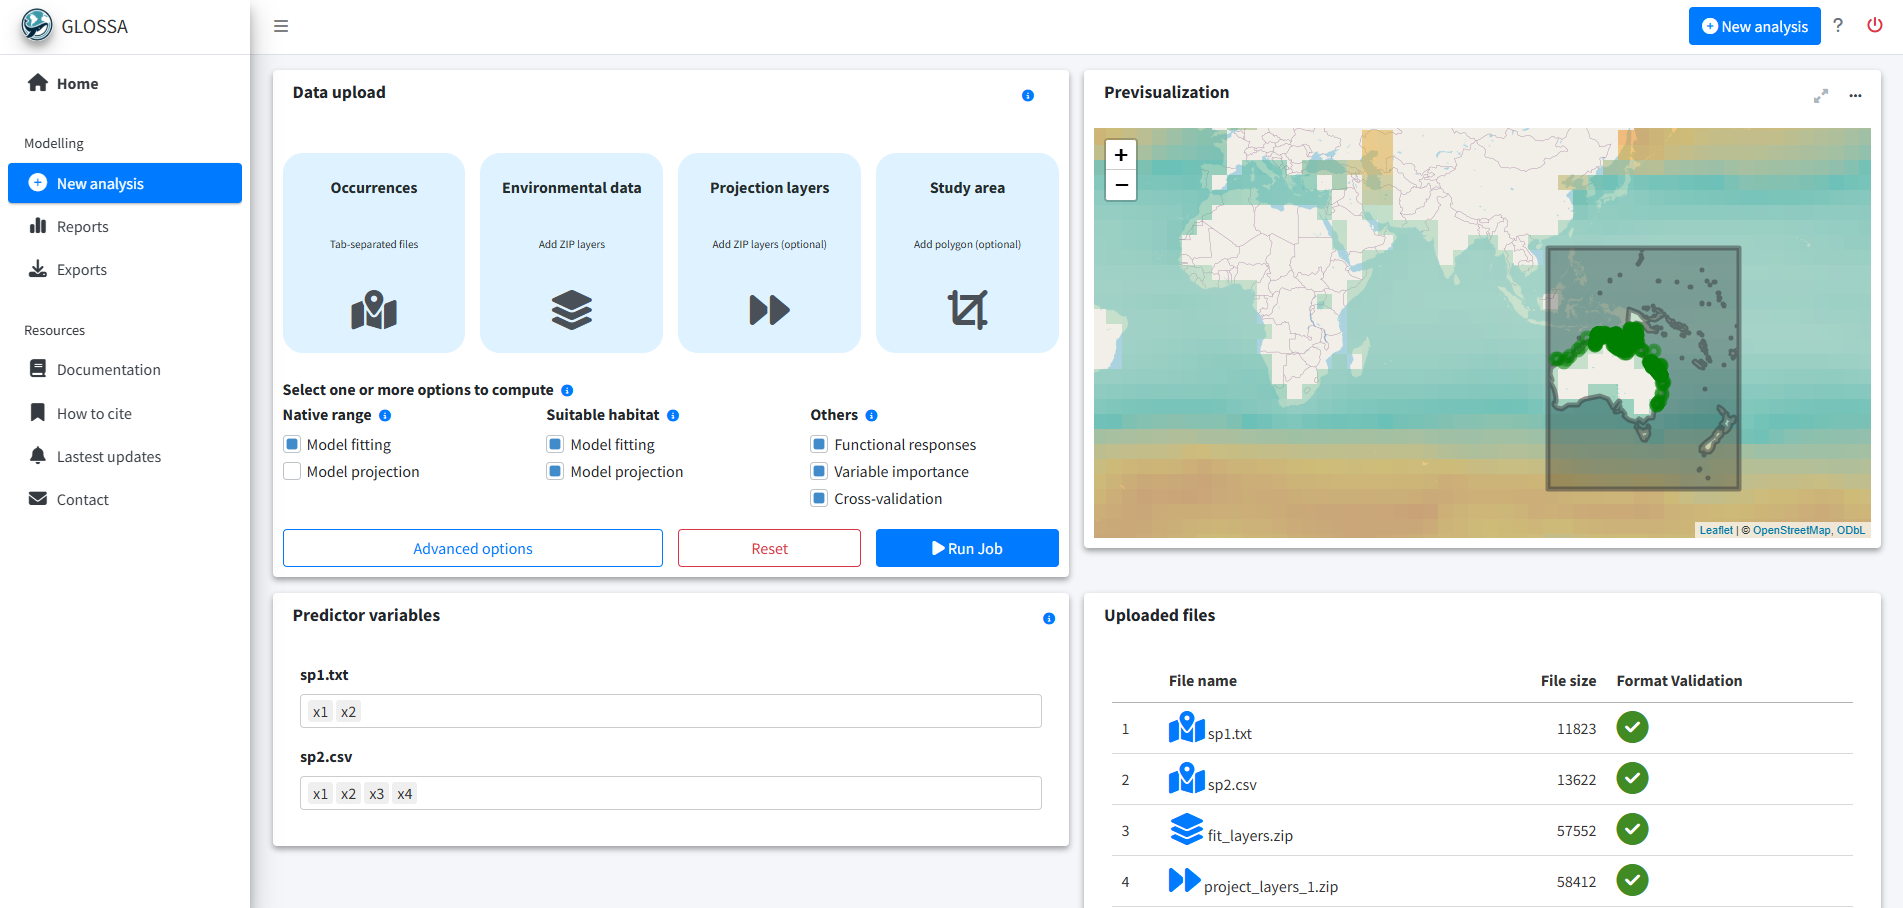 GLOSSA
New analysis
?
Home
Modelling
New analysis
Reports
Exports
Resources
Documentation
How to cite
Lastest updates
Contact
Data upload
Occurrences
Tab-separated files
Environmental data
Add ZIP layers
Projection layers
Add ZIP layers (optional)
Study area
Add polygon (optional)
Select one or more options to compute
Native range
Model fitting
Model projection
Suitable habitat
Model fitting
Model projection
Others
Functional responses
Variable importance
Cross-validation
Advanced options
Reset
Run Job
Previsualization
+
−
Leaflet | © OpenStreetMap, ODbL
Predictor variables
sp1.txt
x1 x2
sp2.csv
x1 x2 x3 x4
Uploaded files
File name File size Format Validation
1 sp1.txt 11823
2 sp2.csv 13622
3 fit_layers.zip 57552
4 project_layers_1.zip 58412